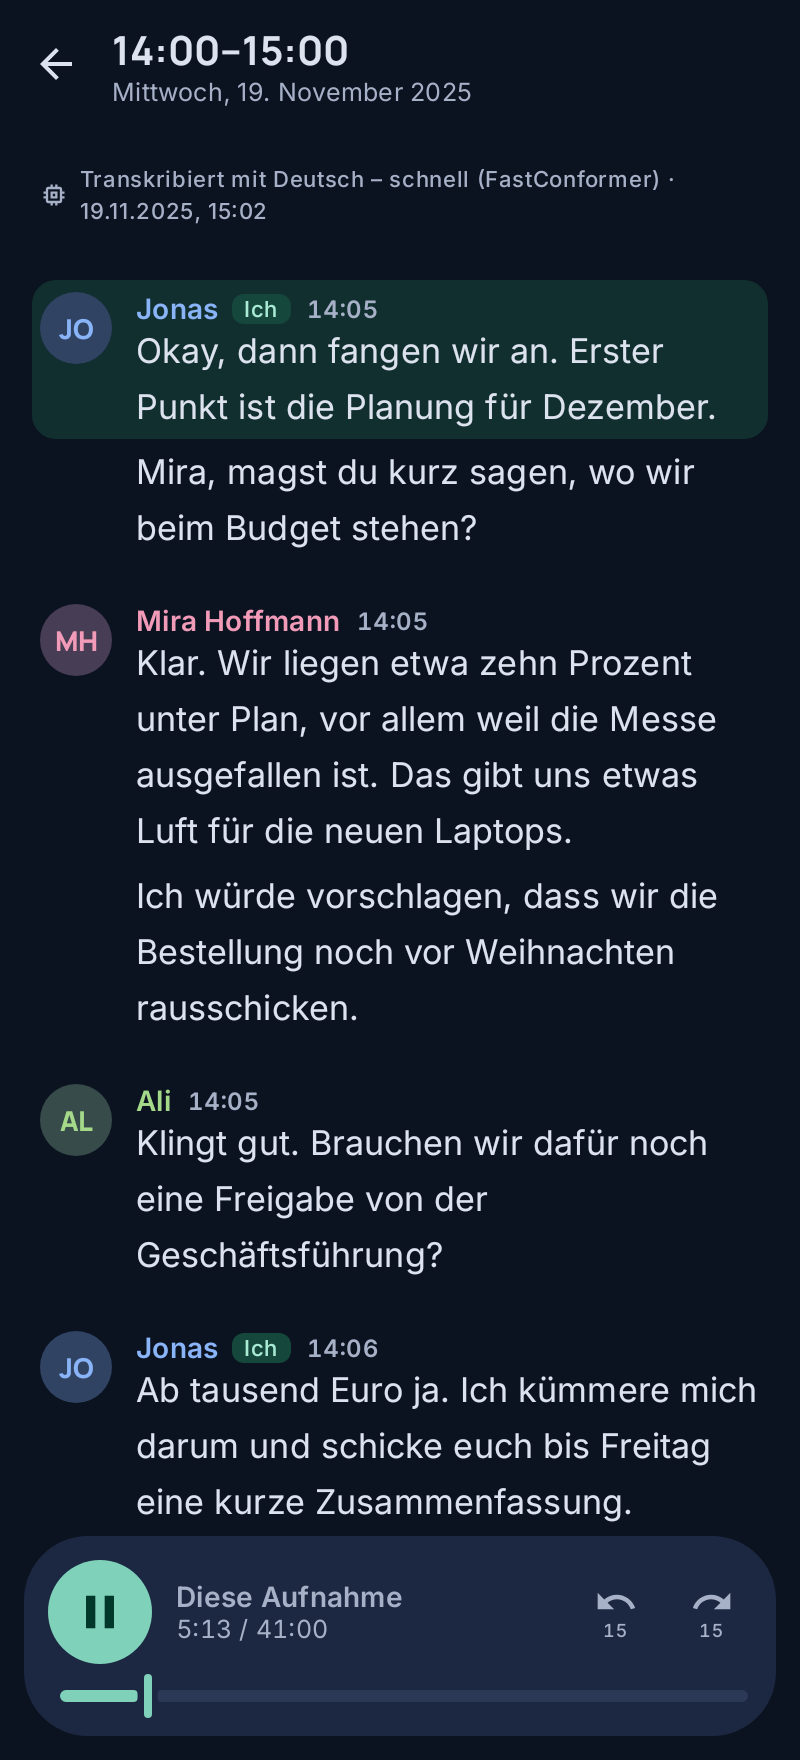 14:00–15:00
Mittwoch, 19. November 2025
Transkribiert mit Deutsch – schnell (FastConformer) ·
19.11.2025, 15:02
JO
Jonas Ich 14:05
Okay, dann fangen wir an. Erster
Punkt ist die Planung für Dezember.
Mira, magst du kurz sagen, wo wir
beim Budget stehen?
MH
Mira Hoffmann 14:05
Klar. Wir liegen etwa zehn Prozent
unter Plan, vor allem weil die Messe
ausgefallen ist. Das gibt uns etwas
Luft für die neuen Laptops.
Ich würde vorschlagen, dass wir die
Bestellung noch vor Weihnachten
rausschicken.
AL
Ali 14:05
Klingt gut. Brauchen wir dafür noch
eine Freigabe von der
Geschäftsführung?
JO
Jonas Ich 14:06
Ab tausend Euro ja. Ich kümmere mich
darum und schicke euch bis Freitag
eine kurze Zusammenfassung.
Diese Aufnahme
5:13 / 41:00
15 15